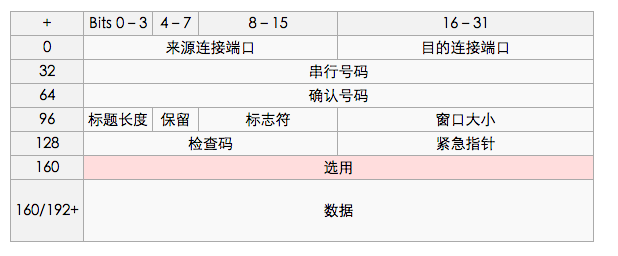 + Bits 0 – 3 4 – 7 8 – 15 16 – 31
0 来源连接端口 目的连接端口
32 串行号码
64 确认号码
96 标题长度 保留 标志符 窗口大小
128 检查码 紧急指针
160 选用
160/192+ 数据